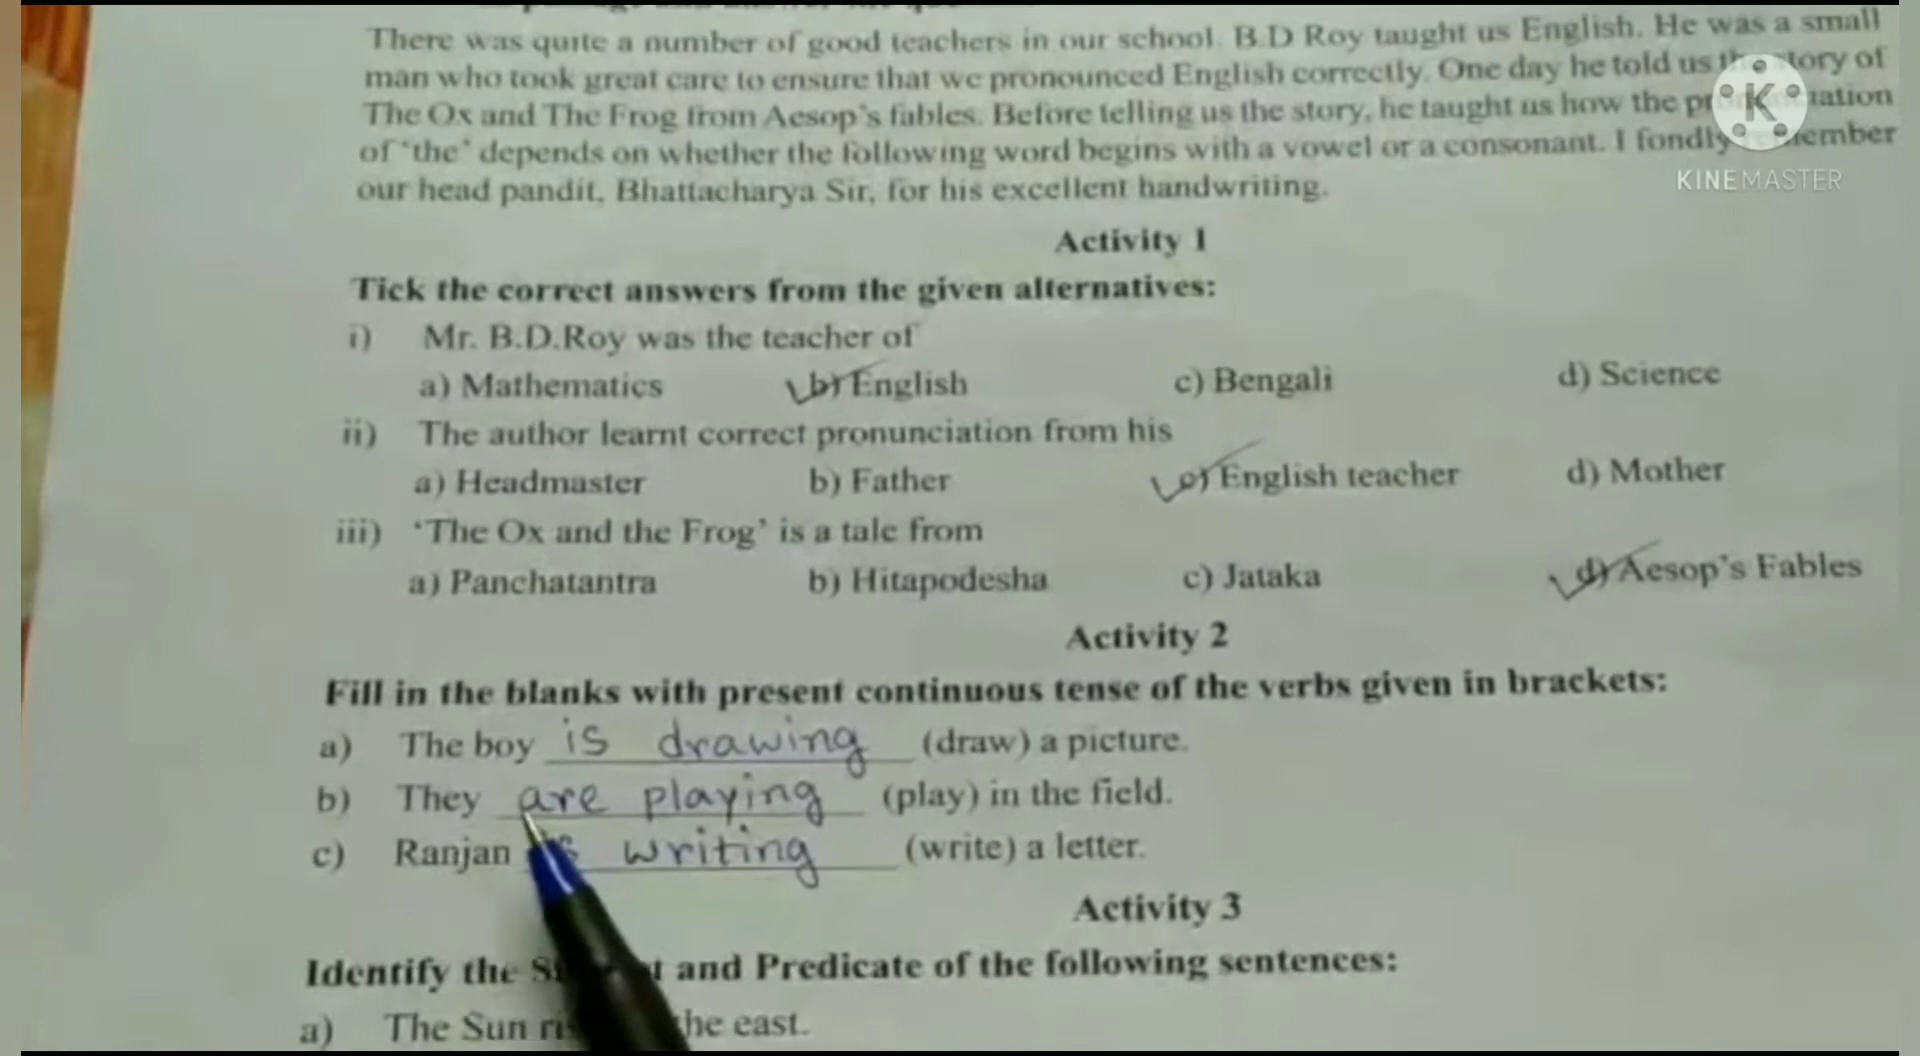 There was quite a number of good teachers in our school. B.D Roy taught us English. He was a small
man who took great care to ensure that we pronounced English correctly. One day he told us the story of
The Ox and The Frog from Aesop's fables. Before telling us the story, he taught us how the pronunciation
of 'the' depends on whether the following word begins with a vowel or a consonant. I fondly remember
our head pandit, Bhattacharya Sir, for his excellent handwriting.
K
KINEMASTER
Activity 1
Tick the correct answers from the given alternatives:
i) Mr. B.D.Roy was the teacher of
a) Mathematics b) English c) Bengali d) Science
ii) The author learnt correct pronunciation from his
a) Headmaster b) Father c) English teacher d) Mother
iii) 'The Ox and the Frog' is a tale from
a) Panchatantra b) Hitapodesha c) Jataka d) Aesop's Fables
Activity 2
Fill in the blanks with present continuous tense of the verbs given in brackets:
a) The boy is drawing (draw) a picture.
b) They are playing (play) in the field.
c) Ranjan is writing (write) a letter.
Activity 3
Identify the and Predicate of the following sentences:
a) The Sun the east.